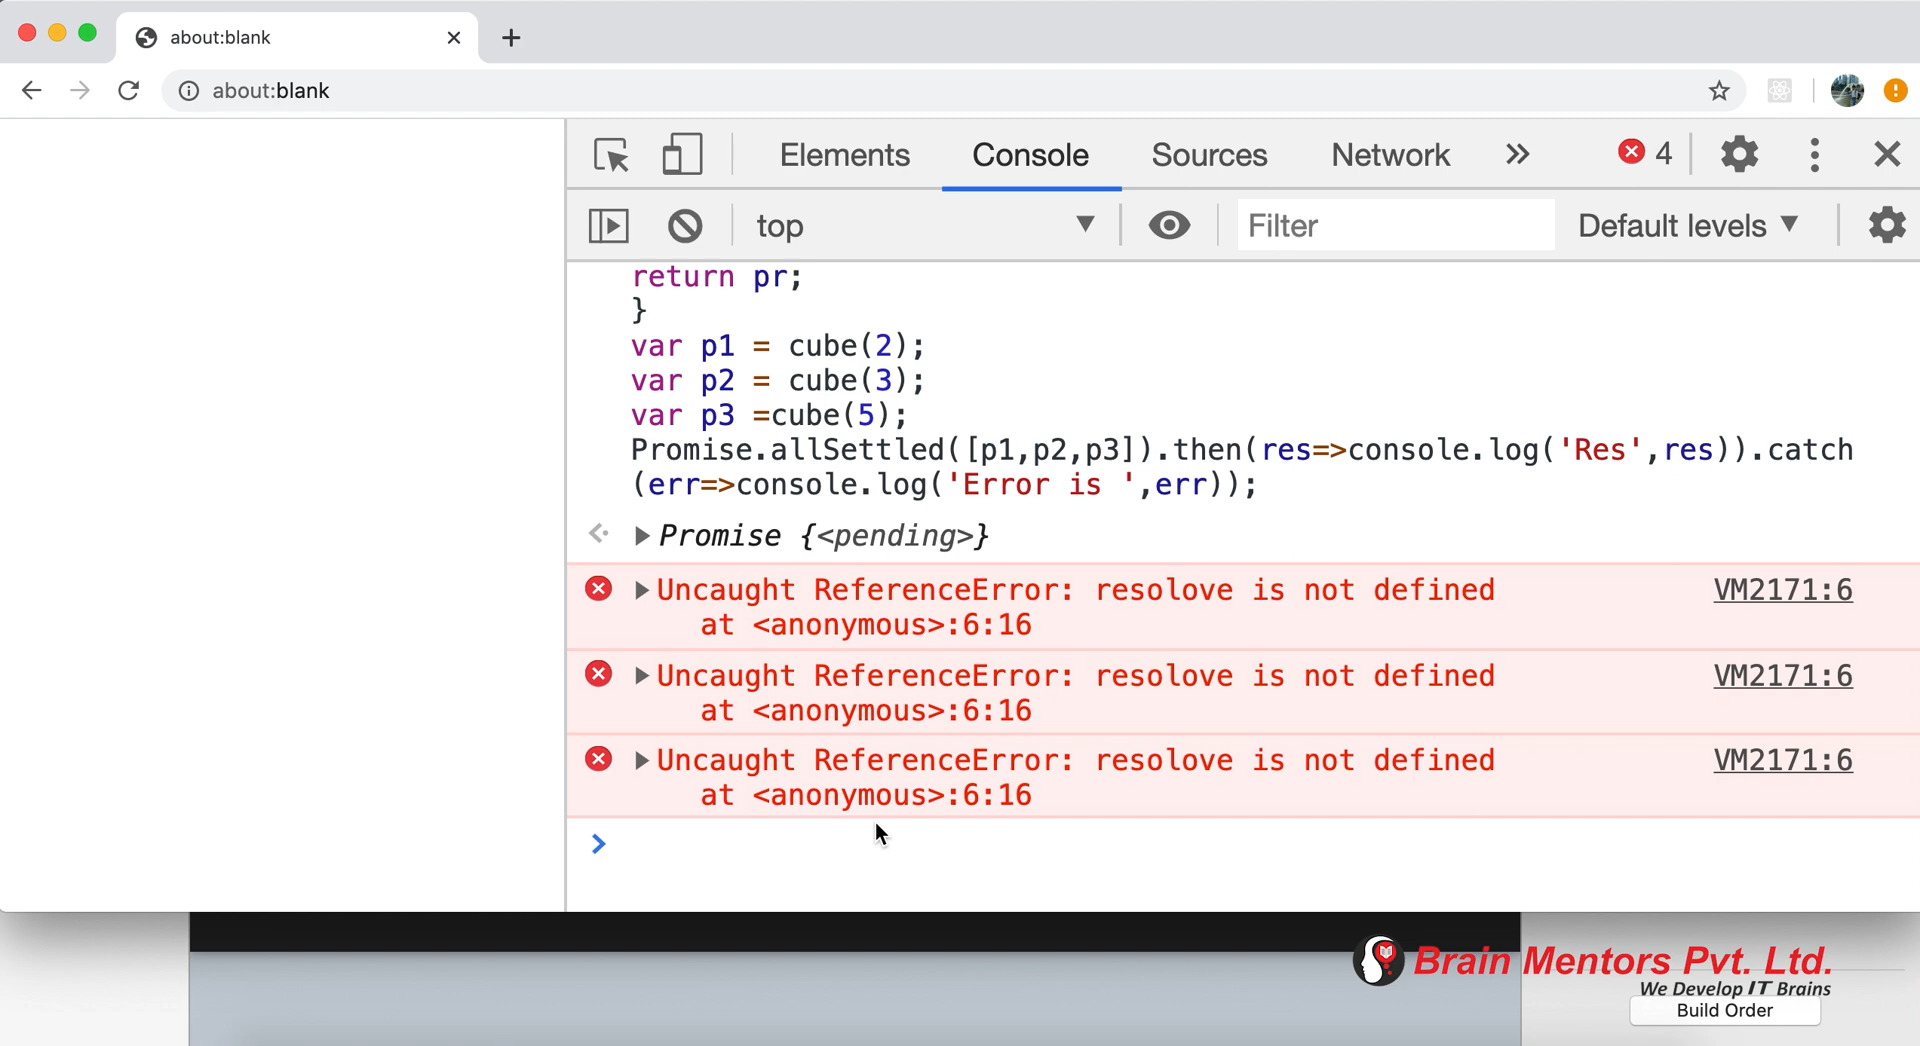 about:blank
about:blank
Elements Console Sources Network 4
top Filter Default levels
return pr;
}
var p1 = cube(2);
var p2 = cube(3);
var p3 =cube(5);
Promise.allSettled([p1,p2,p3]).then(res=>console.log('Res',res)).catch
(err=>console.log('Error is ',err));
Promise {<pending>}
Uncaught ReferenceError: resolove is not defined VM2171:6
at <anonymous>:6:16
Uncaught ReferenceError: resolove is not defined VM2171:6
at <anonymous>:6:16
Uncaught ReferenceError: resolove is not defined VM2171:6
at <anonymous>:6:16
Brain Mentors Pvt. Ltd.
We Develop IT Brains
Build Order